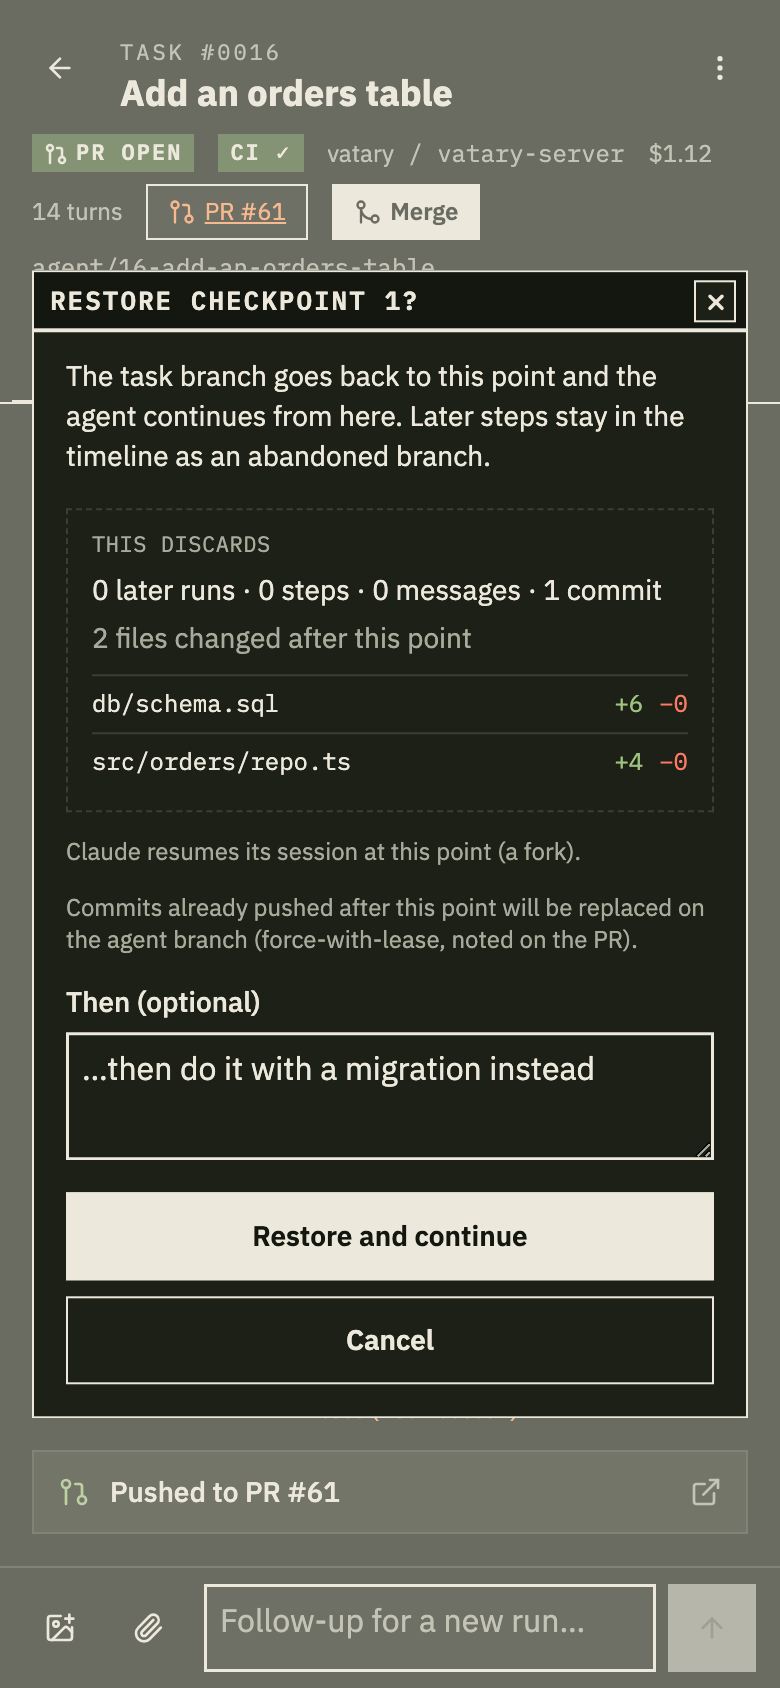 TASK #0016
Add an orders table
PR OPEN CI ✓ vatary / vatary-server $1.12
14 turns PR #61 Merge
agent/16-add-an-orders-table
RESTORE CHECKPOINT 1?
The task branch goes back to this point and the
agent continues from here. Later steps stay in the
timeline as an abandoned branch.
THIS DISCARDS
0 later runs · 0 steps · 0 messages · 1 commit
2 files changed after this point
db/schema.sql +6 −0
src/orders/repo.ts +4 −0
Claude resumes its session at this point (a fork).
Commits already pushed after this point will be replaced on
the agent branch (force-with-lease, noted on the PR).
Then (optional)
…then do it with a migration instead
Restore and continue
Cancel
Pushed to PR #61
Follow-up for a new run…